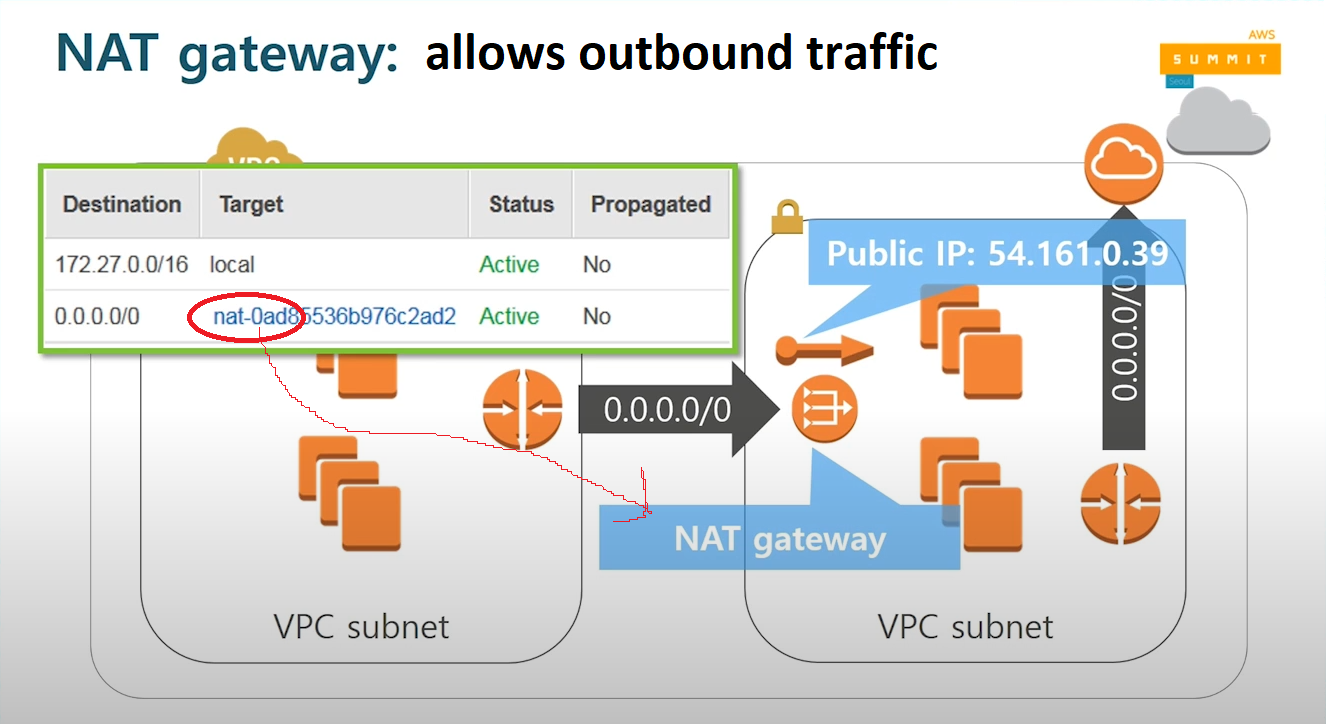 NAT gateway: allows outbound traffic
AWS
SUMMIT
Seoul
VPC
Destination Target Status Propagated
172.27.0.0/16 local Active No
0.0.0.0/0 nat-0ad85536b976c2ad2 Active No
Public IP: 54.161.0.39
0.0.0.0/0
0.0.0.0/0
NAT gateway
VPC subnet
VPC subnet